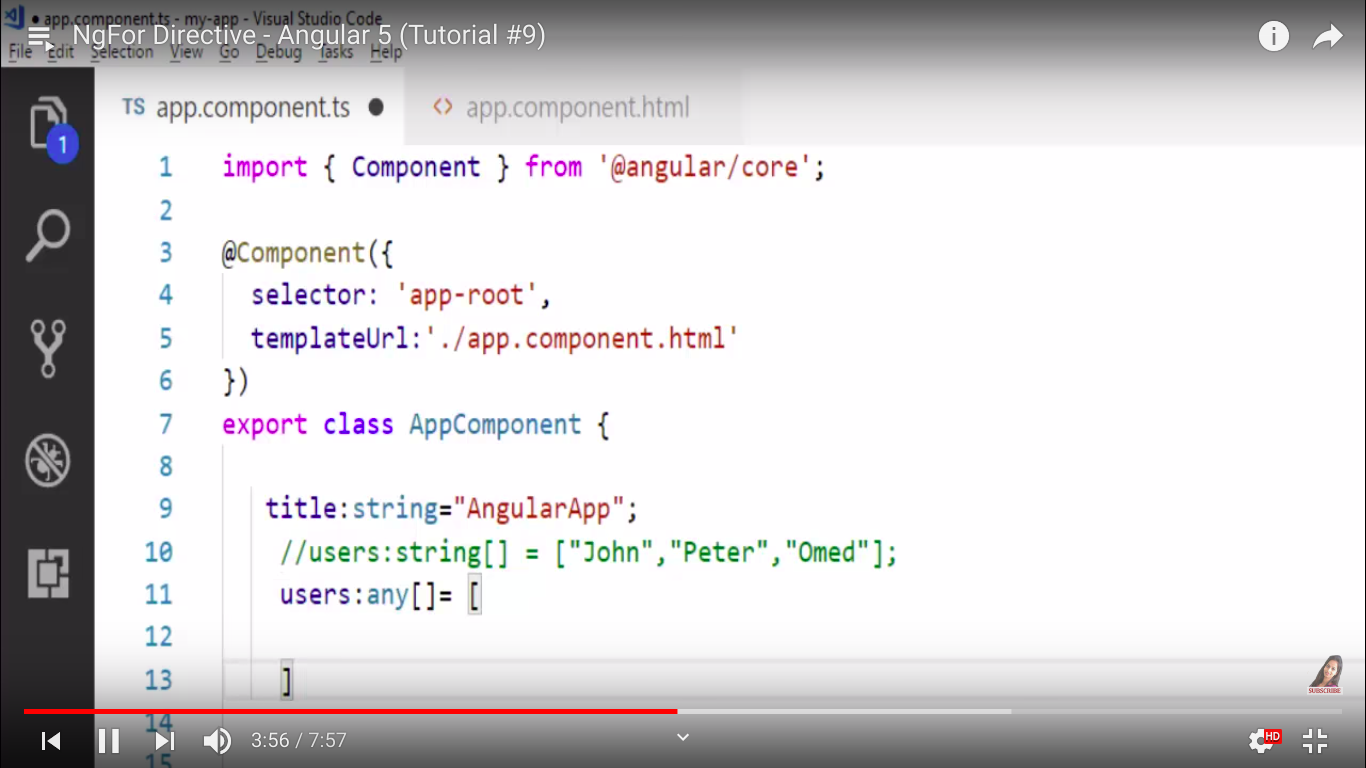 app.component.ts - my-app - Visual Studio Code
NgFor Directive - Angular 5 (Tutorial #9)
File Edit Selection View Go Debug Tasks Help
TS app.component.ts ● <> app.component.html
1
1 import { Component } from '@angular/core';
2
3 @Component({
4 selector: 'app-root',
5 templateUrl:'./app.component.html'
6 })
7 export class AppComponent {
8
9 title:string="AngularApp";
10 //users:string[] = ["John","Peter","Omed"];
11 users:any[]= [
12
13 ]
SUBSCRIBE
14
3:56 / 7:57
HD
15